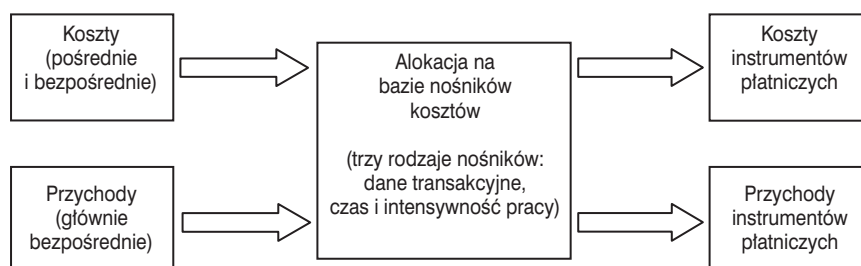 Koszty
(pośrednie
i bezpośrednie)
Alokacja na
bazie nośników
kosztów
(trzy rodzaje nośników:
dane transakcyjne,
czas i intensywność pracy)
Koszty
instrumentów
płatniczych
Przychody
(głównie
bezpośrednie)
Przychody
instrumentów
płatniczych